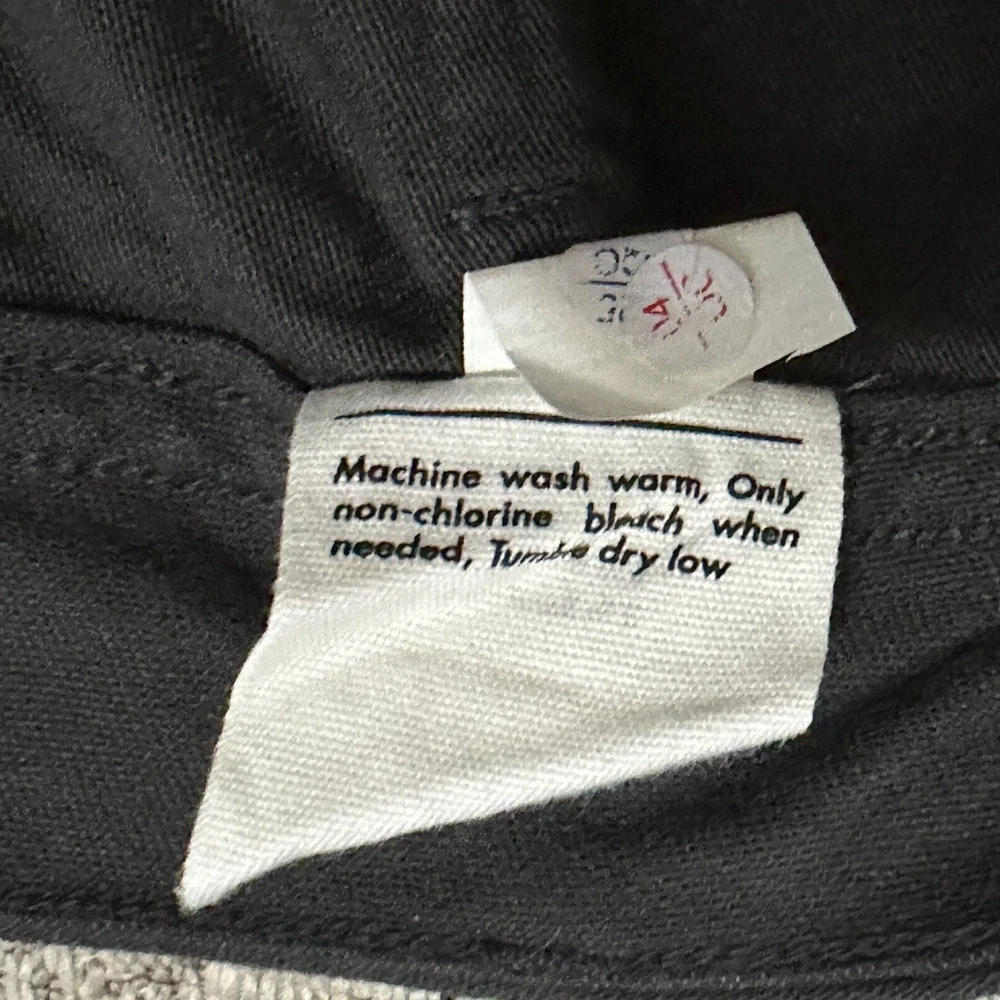 Machine wash warm, Only
non-chlorine bleach when
needed, Tumble dry low